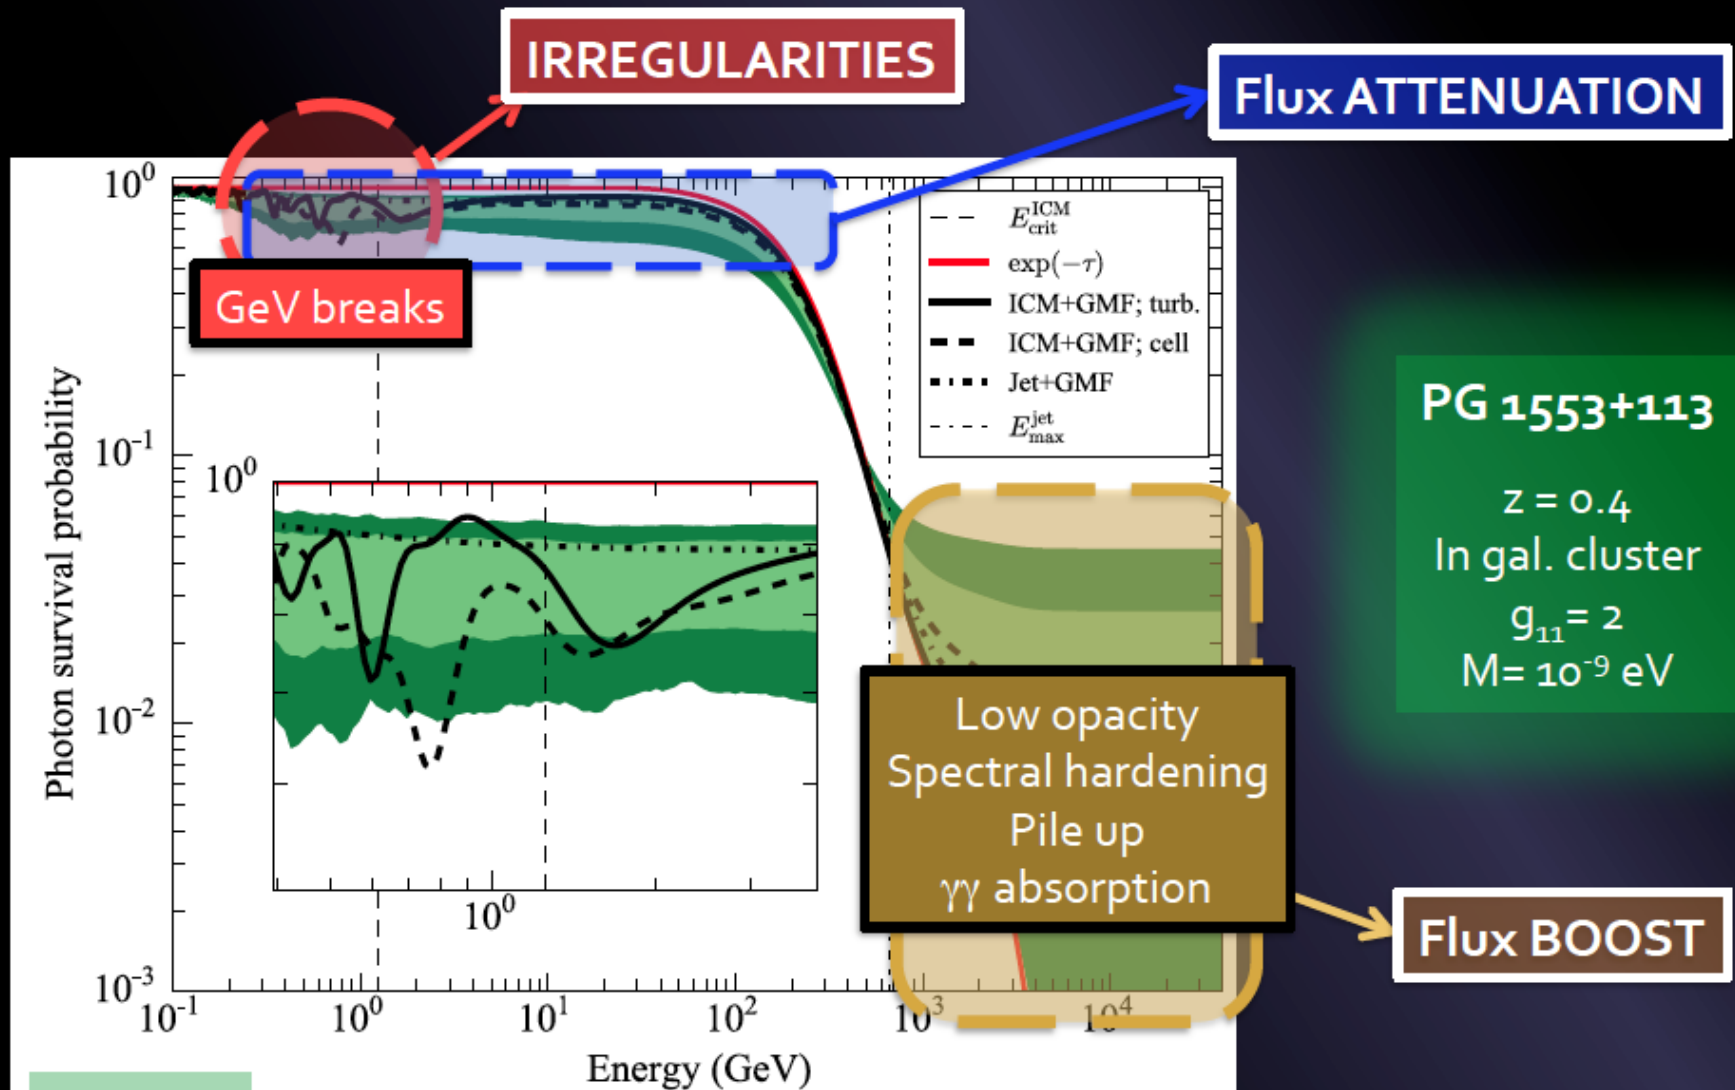 IRREGULARITIES
Flux ATTENUATION
GeV breaks
10⁰
10⁻¹
10⁻²
10⁻³
Photon survival probability
E_crit^ICM
exp(−τ)
ICM+GMF; turb.
ICM+GMF; cell
Jet+GMF
E_max^jet
10⁰
10⁰
PG 1553+113
z = 0.4
In gal. cluster
g₁₁= 2
M= 10⁻⁹ eV
Low opacity
Spectral hardening
Pile up
γγ absorption
Flux BOOST
10⁻¹ 10⁰ 10¹ 10² 10³ 10⁴
Energy (GeV)